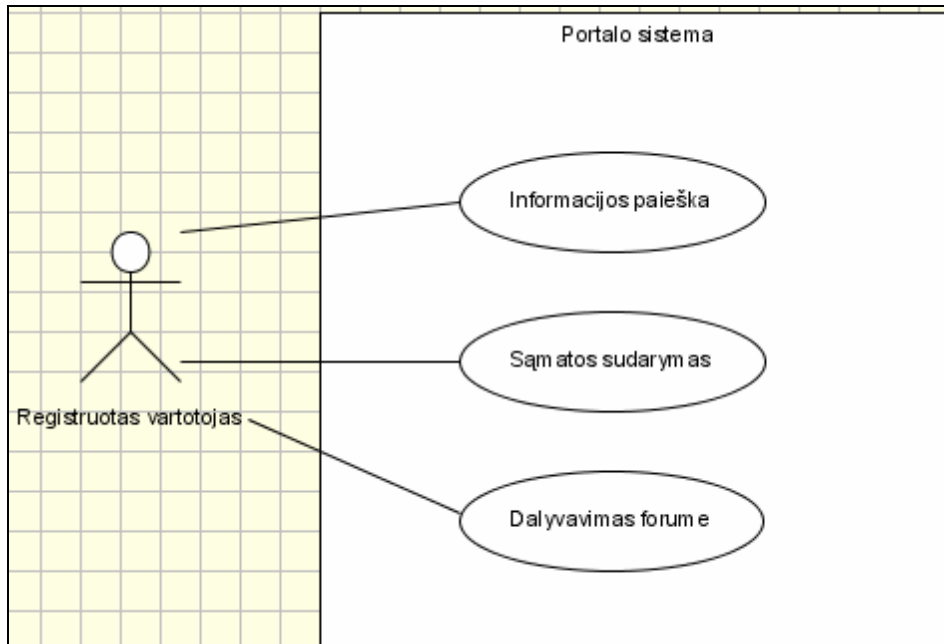 Portalo sistema
Informacijos paieška
Sąmatos sudarymas
Registruotas vartotojas
Dalyvavimas forume